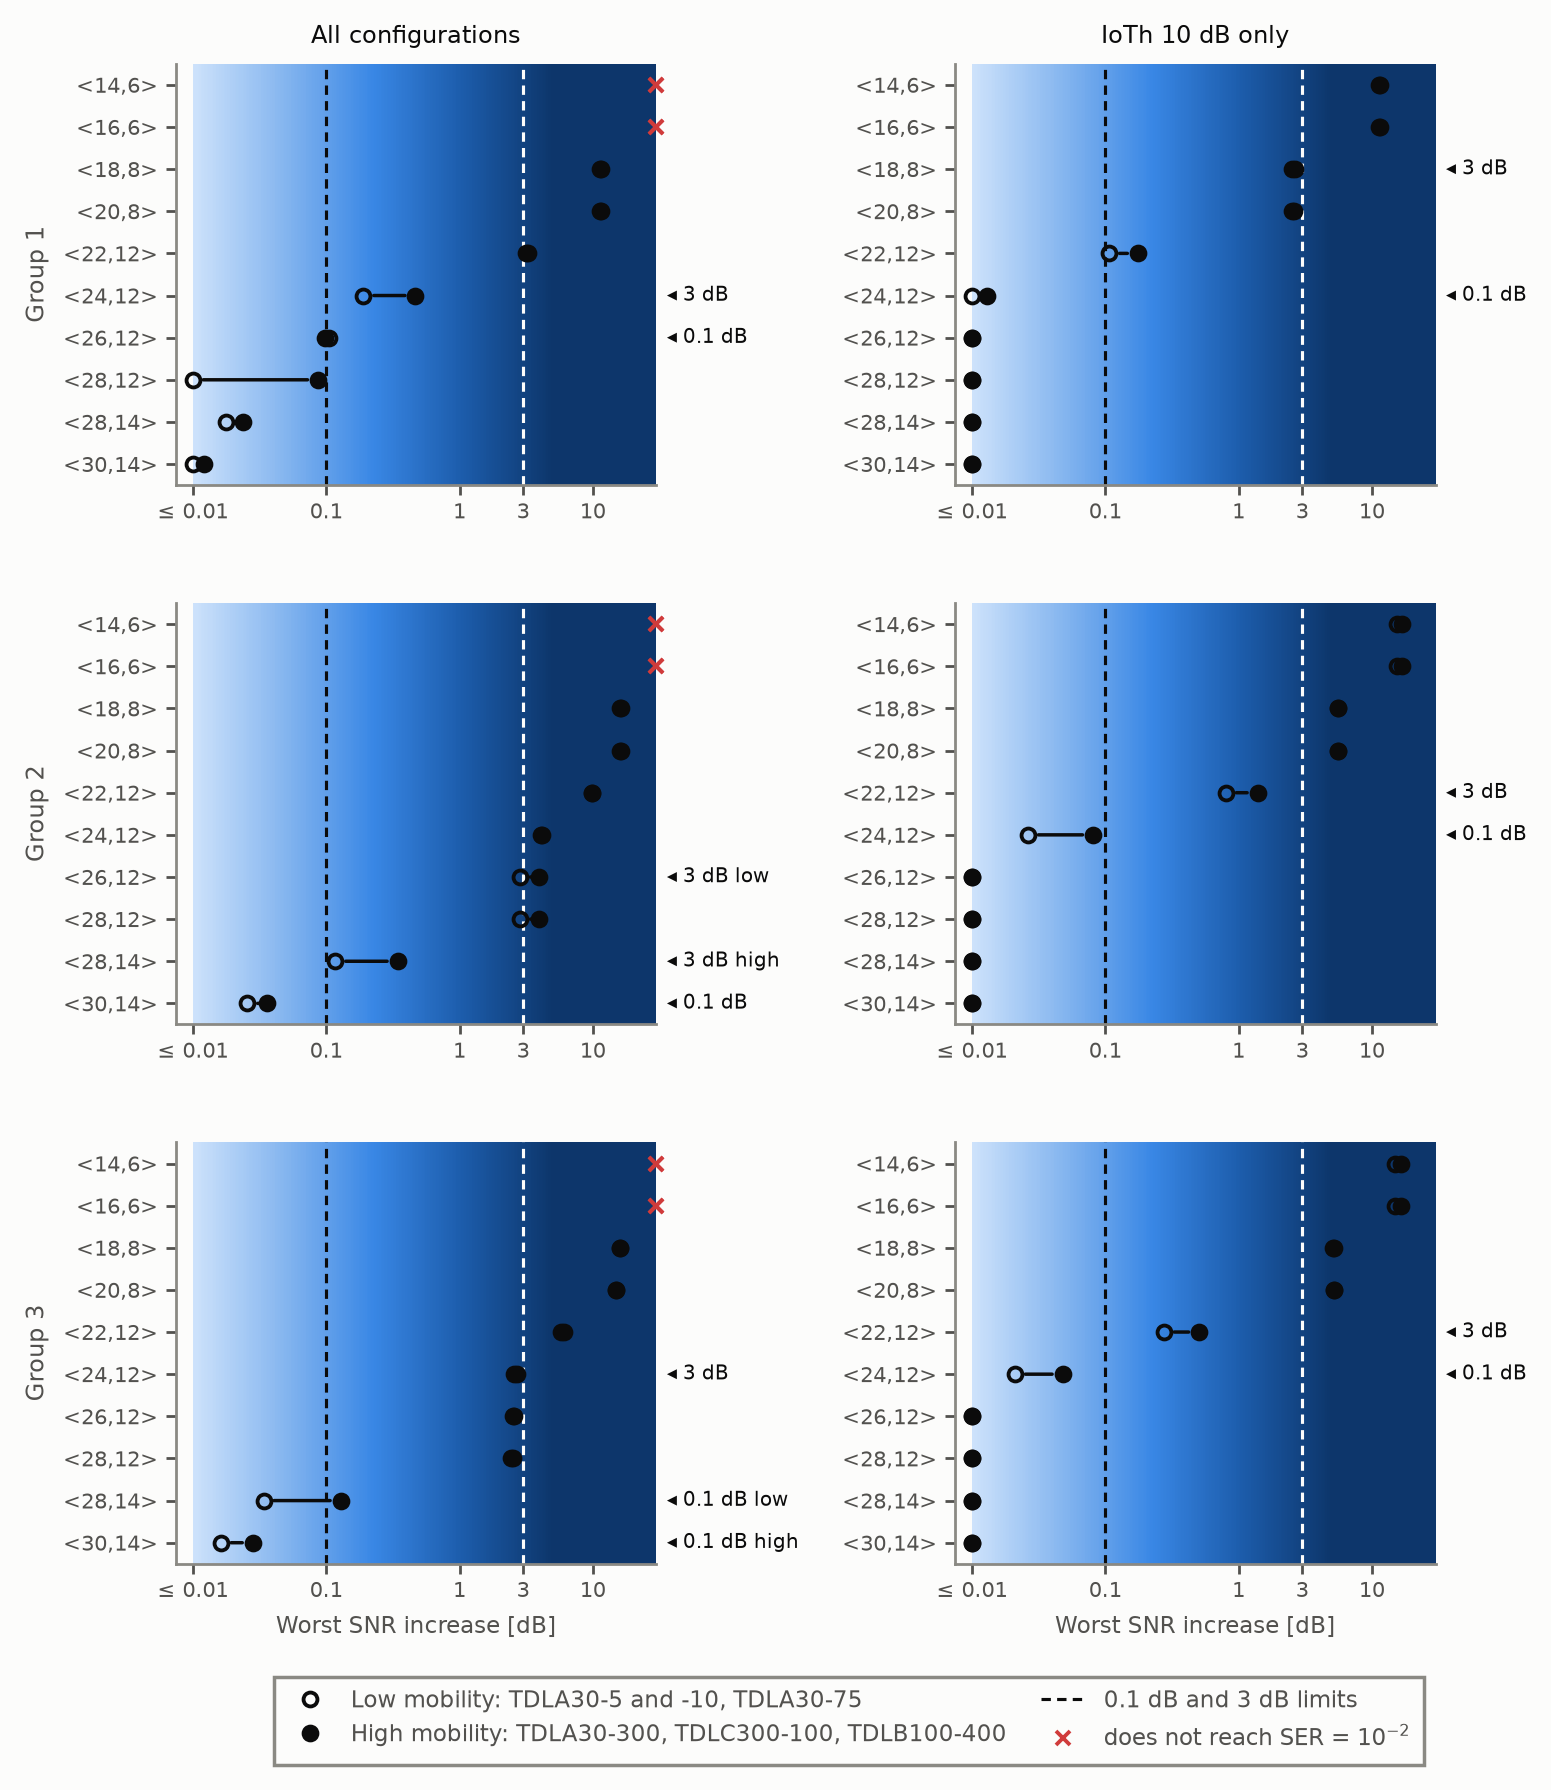 All configurations
IoTh 10 dB only
Group 1
<14,6>
<16,6>
<18,8>
<20,8>
<22,12>
<24,12>
<26,12>
<28,12>
<28,14>
<30,14>
◂ 3 dB
◂ 0.1 dB
≤ 0.01 0.1 1 3 10
<14,6>
<16,6>
<18,8>
<20,8>
<22,12>
<24,12>
<26,12>
<28,12>
<28,14>
<30,14>
◂ 3 dB
◂ 0.1 dB
≤ 0.01 0.1 1 3 10
Group 2
<14,6>
<16,6>
<18,8>
<20,8>
<22,12>
<24,12>
<26,12>
<28,12>
<28,14>
<30,14>
◂ 3 dB low
◂ 3 dB high
◂ 0.1 dB
≤ 0.01 0.1 1 3 10
<14,6>
<16,6>
<18,8>
<20,8>
<22,12>
<24,12>
<26,12>
<28,12>
<28,14>
<30,14>
◂ 3 dB
◂ 0.1 dB
≤ 0.01 0.1 1 3 10
Group 3
<14,6>
<16,6>
<18,8>
<20,8>
<22,12>
<24,12>
<26,12>
<28,12>
<28,14>
<30,14>
◂ 3 dB
◂ 0.1 dB low
◂ 0.1 dB high
≤ 0.01 0.1 1 3 10
Worst SNR increase [dB]
<14,6>
<16,6>
<18,8>
<20,8>
<22,12>
<24,12>
<26,12>
<28,12>
<28,14>
<30,14>
◂ 3 dB
◂ 0.1 dB
≤ 0.01 0.1 1 3 10
Worst SNR increase [dB]
Low mobility: TDLA30-5 and -10, TDLA30-75
High mobility: TDLA30-300, TDLC300-100, TDLB100-400
0.1 dB and 3 dB limits
does not reach SER = 10⁻²